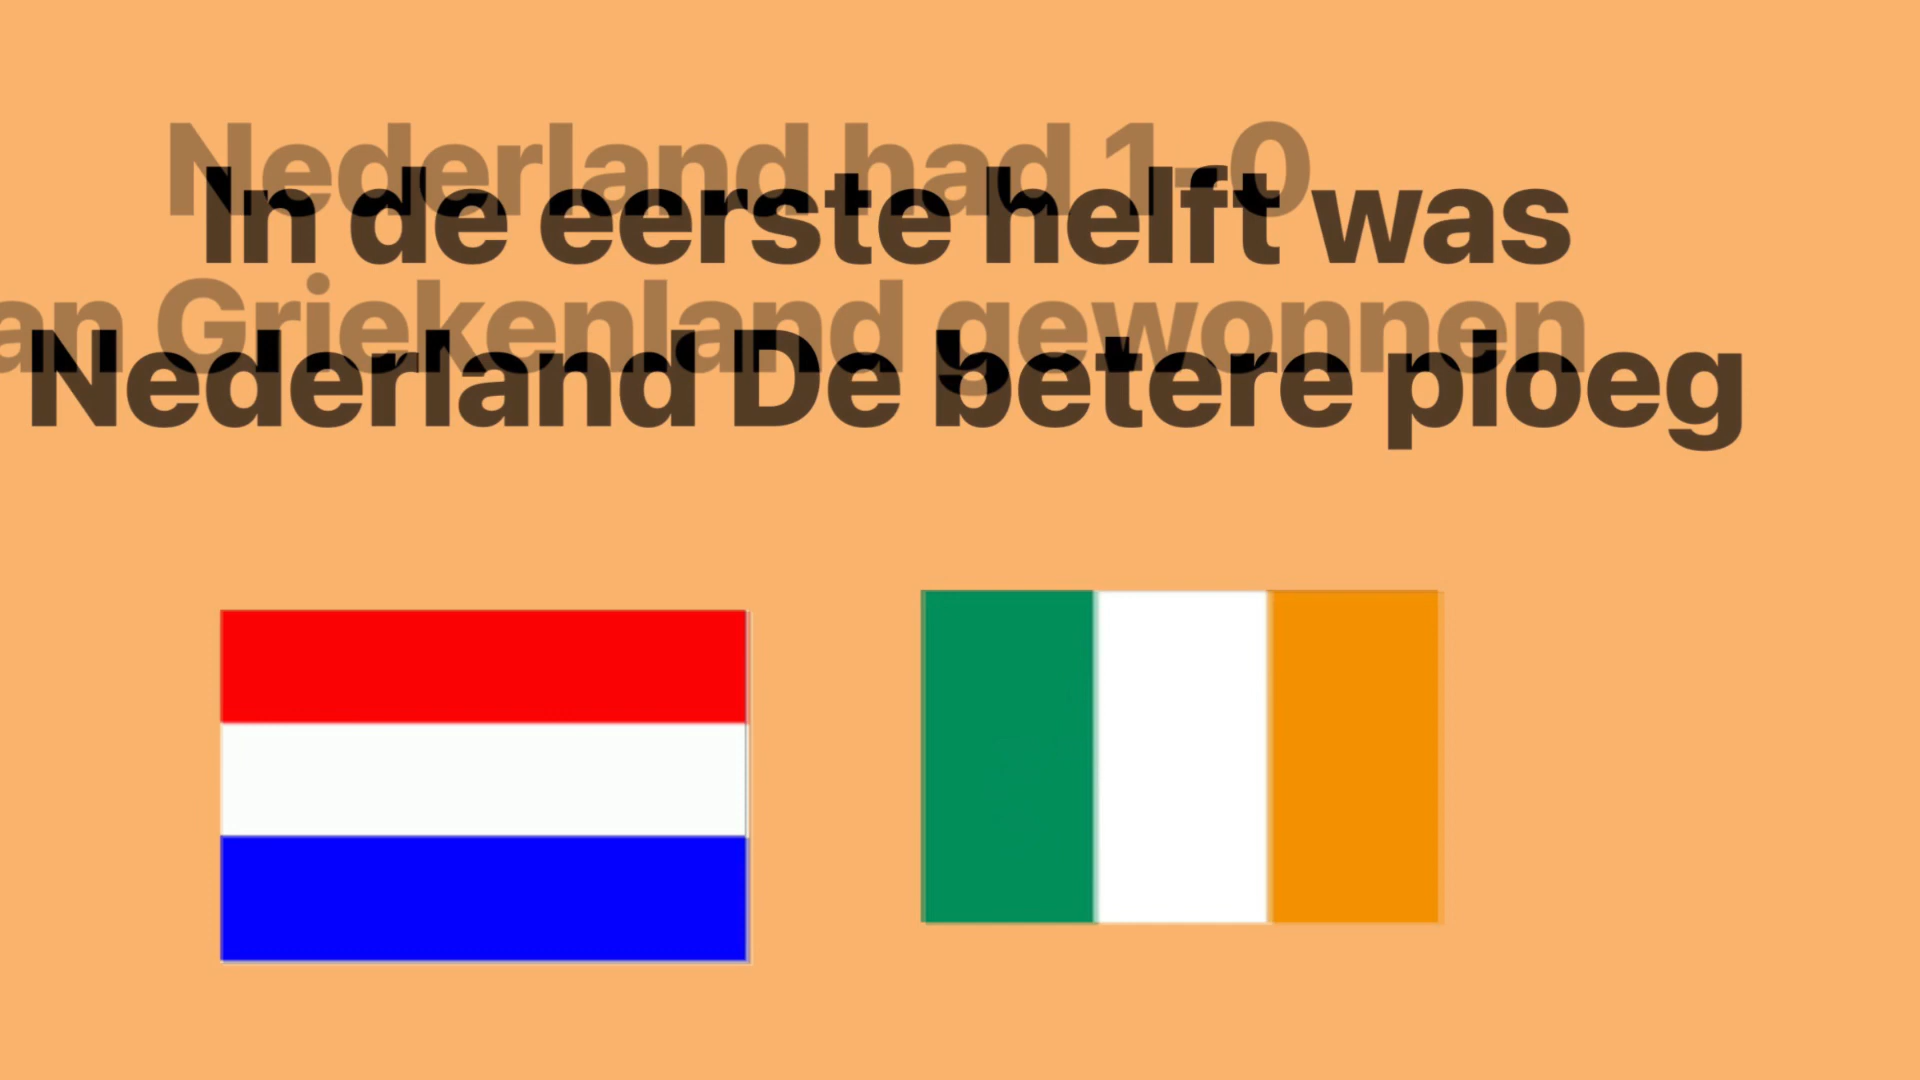 Nederland had 1-0
In de eerste helft was
an Griekenland gewonnen
Nederland De betere ploeg